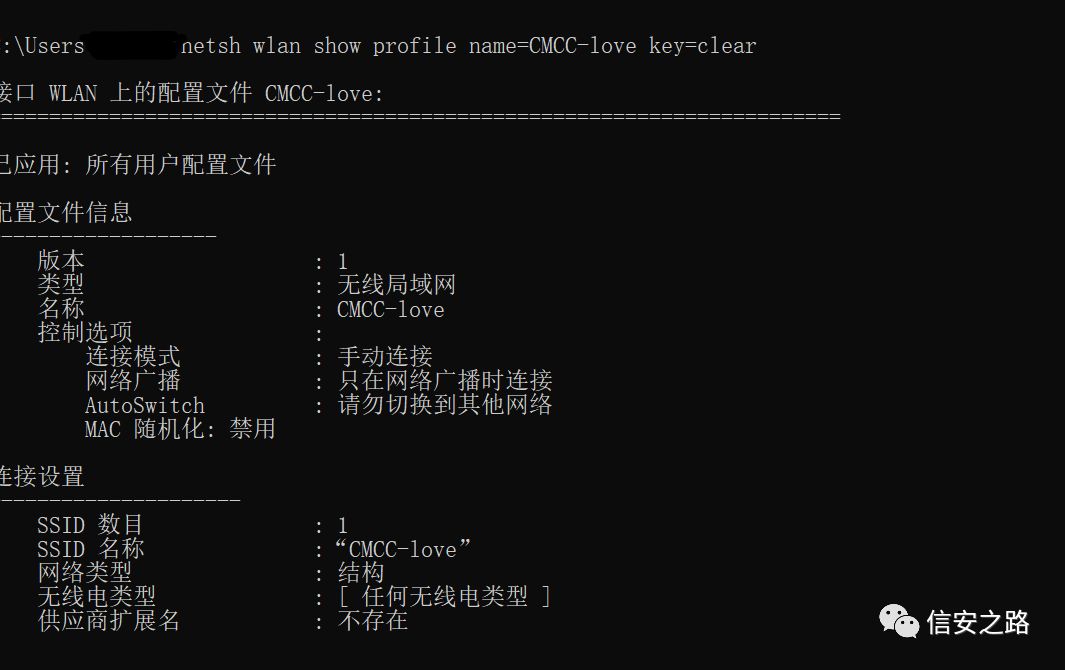 :\Users netsh wlan show profile name=CMCC-love key=clear
接口 WLAN 上的配置文件 CMCC-love:
======================================================================
已应用: 所有用户配置文件
配置文件信息
-------------------
版本 : 1
类型 : 无线局域网
名称 : CMCC-love
控制选项 :
连接模式 : 手动连接
网络广播 : 只在网络广播时连接
AutoSwitch : 请勿切换到其他网络
MAC 随机化: 禁用
连接设置
---------------------
SSID 数目 : 1
SSID 名称 :“CMCC-love”
网络类型 : 结构
无线电类型 : [ 任何无线电类型 ]
供应商扩展名 : 不存在
信安之路